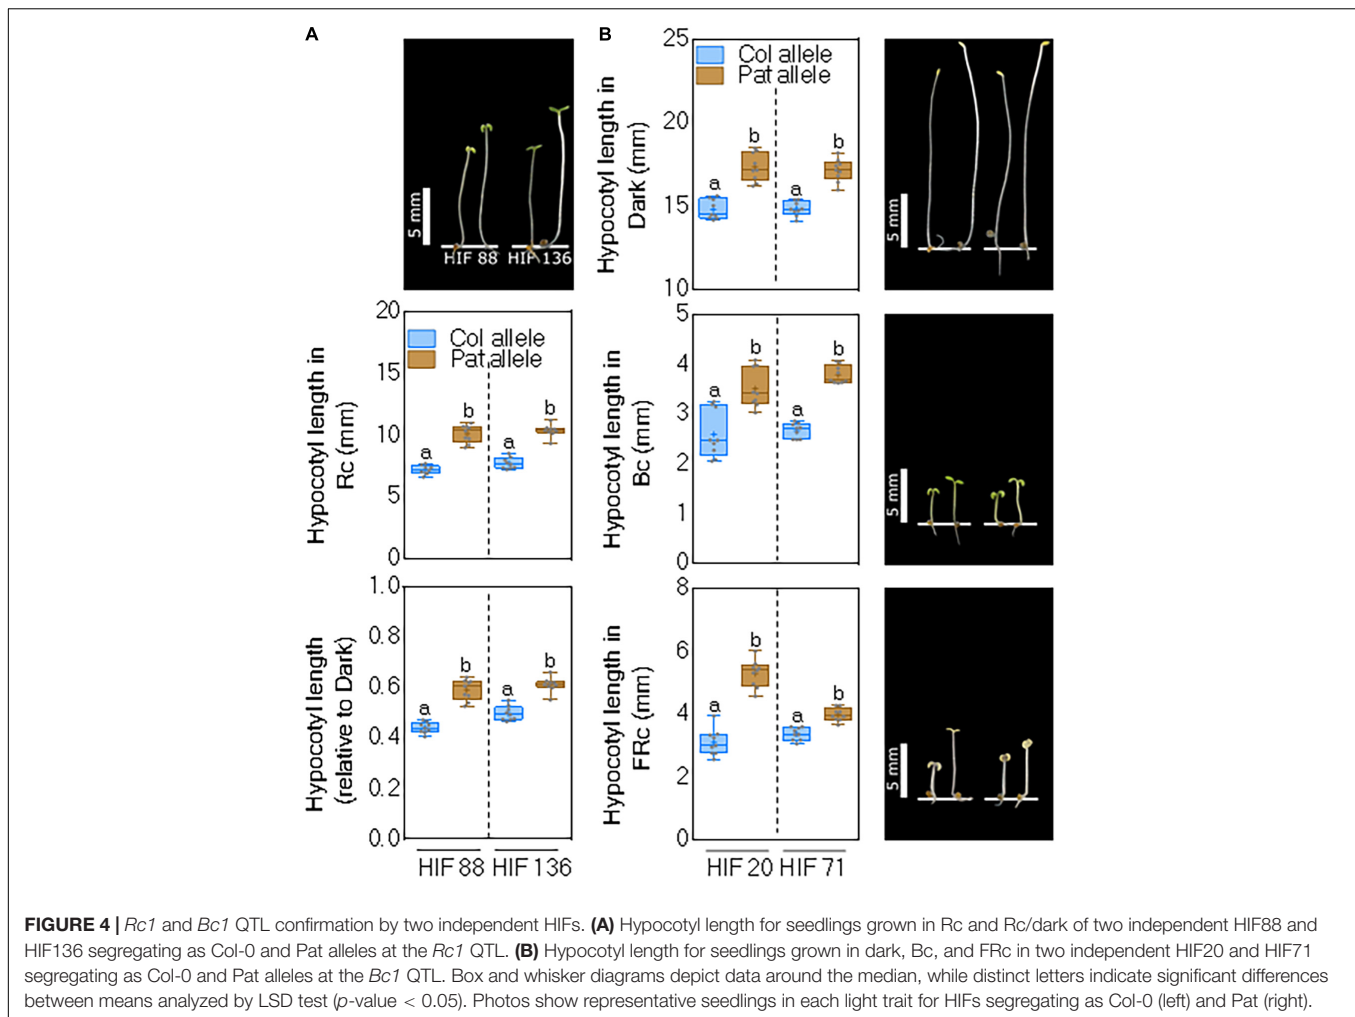 A
5 mm
HIF 88 HIF 136
Hypocotyl length in
Rc (mm)
20
15
10
5
0
Col allele
Pat allele
a
b
a
b
Hypocotyl length
(relative to Dark)
1.0
0.8
0.6
0.4
0.2
0.0
a
b
a
b
HIF 88 HIF 136
B
Hypocotyl length in
Dark (mm)
25
20
15
10
Col allele
Pat allele
a
b
a
b
5 mm
Hypocotyl length in
Bc (mm)
5
4
3
2
1
0
a
b
a
b
5 mm
Hypocotyl length in
FRc (mm)
8
6
4
2
0
a
b
a
b
HIF 20 HIF 71
5 mm
FIGURE 4 | Rc1 and Bc1 QTL confirmation by two independent HIFs. (A) Hypocotyl length for seedlings grown in Rc and Rc/dark of two independent HIF88 and
HIF136 segregating as Col-0 and Pat alleles at the Rc1 QTL. (B) Hypocotyl length for seedlings grown in dark, Bc, and FRc in two independent HIF20 and HIF71
segregating as Col-0 and Pat alleles at the Bc1 QTL. Box and whisker diagrams depict data around the median, while distinct letters indicate significant differences
between means analyzed by LSD test (p-value < 0.05). Photos show representative seedlings in each light trait for HIFs segregating as Col-0 (left) and Pat (right).